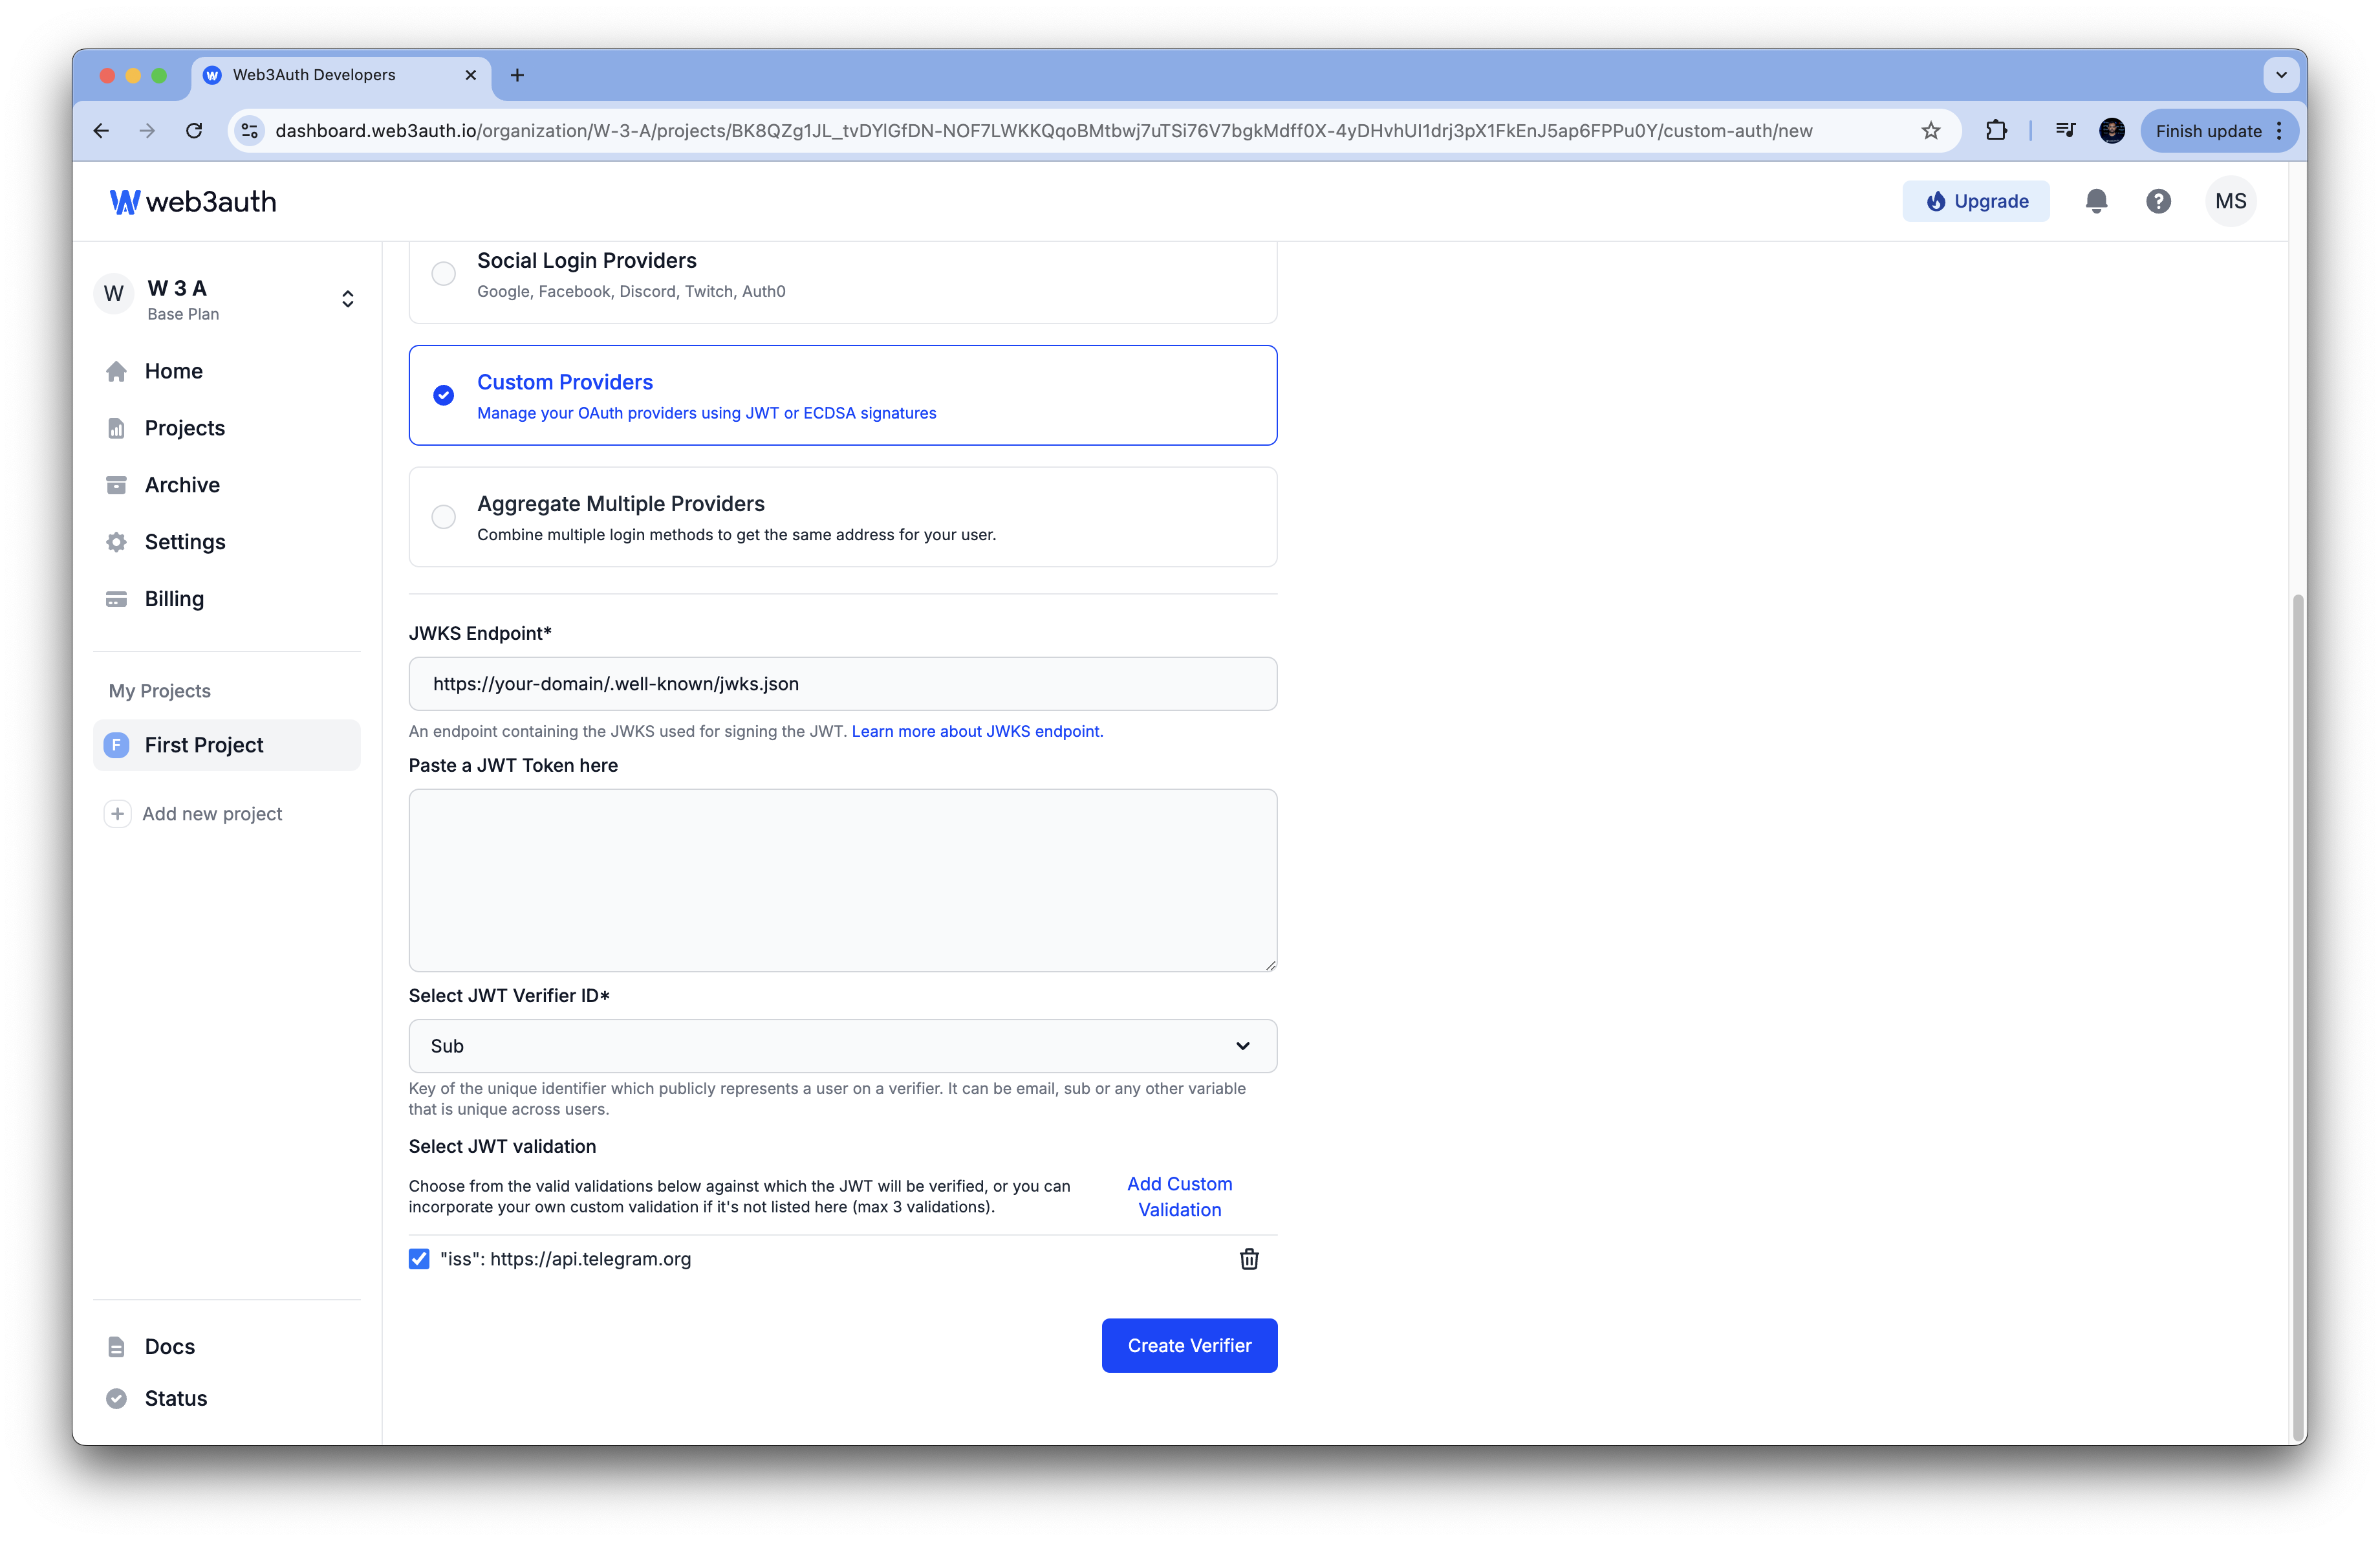 Web3Auth Developers
dashboard.web3auth.io/organization/W-3-A/projects/BK8QZg1JL_tvDYlGfDN-NOF7LWKKQqoBMtbwj7uTSi76V7bgkMdff0X-4yDHvhUI1drj3pX1FkEnJ5ap6FPPu0Y/custom-auth/new
Finish update
web3auth
Upgrade
MS
W
W 3 A
Base Plan
Home
Projects
Archive
Settings
Billing
My Projects
F
First Project
Add new project
Docs
Status
Social Login Providers
Google, Facebook, Discord, Twitch, Auth0
Custom Providers
Manage your OAuth providers using JWT or ECDSA signatures
Aggregate Multiple Providers
Combine multiple login methods to get the same address for your user.
JWKS Endpoint*
https://your-domain/.well-known/jwks.json
An endpoint containing the JWKS used for signing the JWT. Learn more about JWKS endpoint.
Paste a JWT Token here
Select JWT Verifier ID*
Sub
Key of the unique identifier which publicly represents a user on a verifier. It can be email, sub or any other variable
that is unique across users.
Select JWT validation
Choose from the valid validations below against which the JWT will be verified, or you can
incorporate your own custom validation if it's not listed here (max 3 validations).
Add Custom
Validation
"iss": https://api.telegram.org
Create Verifier